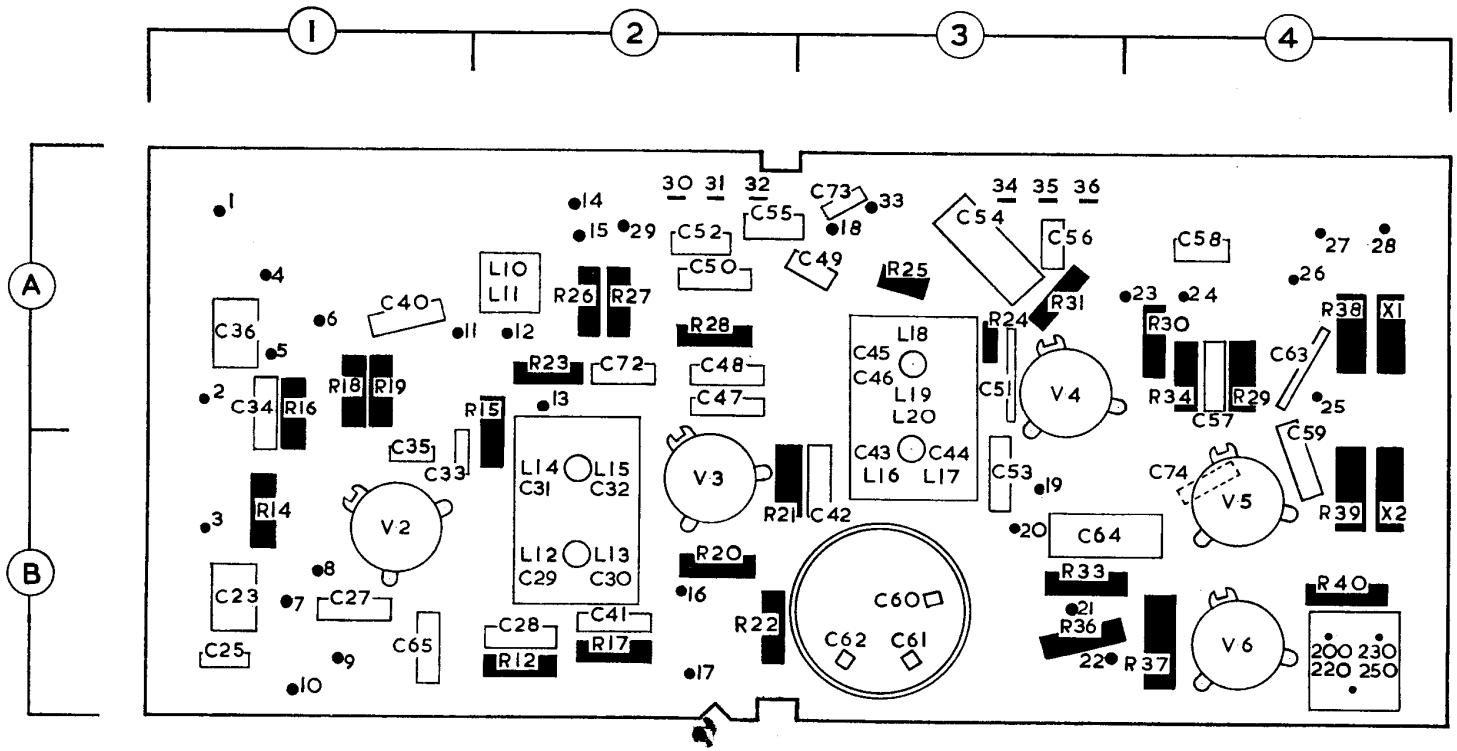 1 2 3 4
A
B
30 31 32 C73 33 34 35 36
1 14 C55 C54
15 29 C52 18 C56 C58 27 28
L10 L11 C50 C49 R25 26
4 R26 R27 R31 23 24
C36 6 C40 11 12 R28 L18 R24 R30 R38 X1
5 R23 C72 C48 C45 C46 C63
2 R18 R19 L19 C51 V4 R34 R29
C34 R16 R15 13 C47 L20 C57 25
C35 C33 C43 C44 C59
L14 L15 V3 L16 L17 C53 C74
C31 C32 19
3 R14 V2 R21 C42 20 V5 R39 X2
L12 L13 R20 C64
8 C29 C30 R33 R40
C23 7 C27 16 C60 21
C65 C28 C41 R22 R36
C25 9 R12 R17 C62 C61 22 R37 V6 200 230
10 17 220 250